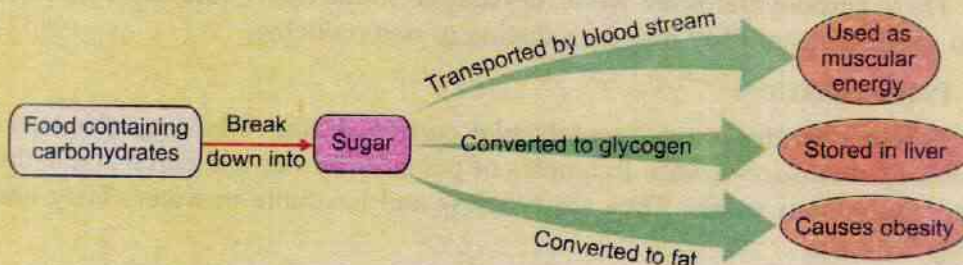 Food containing
carbohydrates
Break
down into
Sugar
Transported by blood stream
Used as
muscular
energy
Converted to glycogen
Stored in liver
Converted to fat
Causes obesity